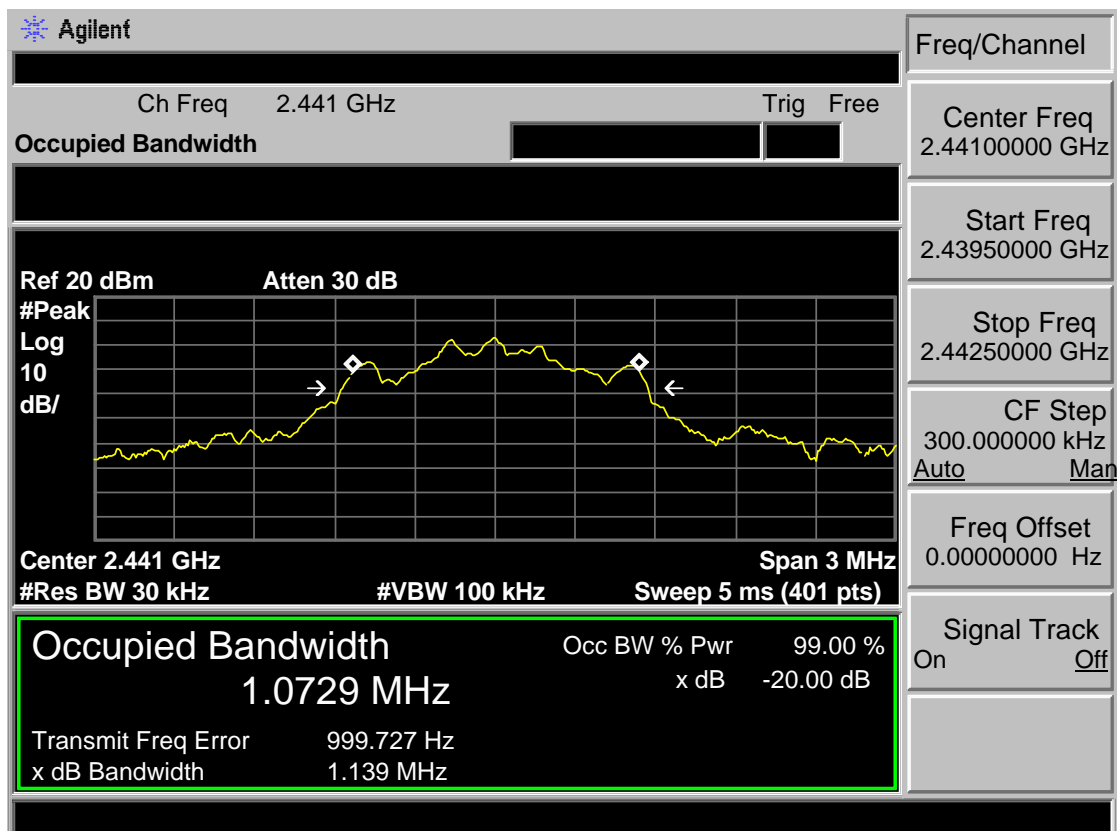 Agilent
Freq/Channel
Ch Freq 2.441 GHz Trig Free
Occupied Bandwidth
Center Freq
2.44100000 GHz
Start Freq
2.43950000 GHz
Stop Freq
2.44250000 GHz
CF Step
300.000000 kHz
Auto Man
Freq Offset
0.00000000 Hz
Signal Track
On Off
Ref 20 dBm Atten 30 dB
#Peak
Log
10
dB/
Center 2.441 GHz Span 3 MHz
#Res BW 30 kHz #VBW 100 kHz Sweep 5 ms (401 pts)
Occupied Bandwidth Occ BW % Pwr 99.00 %
1.0729 MHz x dB -20.00 dB
Transmit Freq Error 999.727 Hz
x dB Bandwidth 1.139 MHz